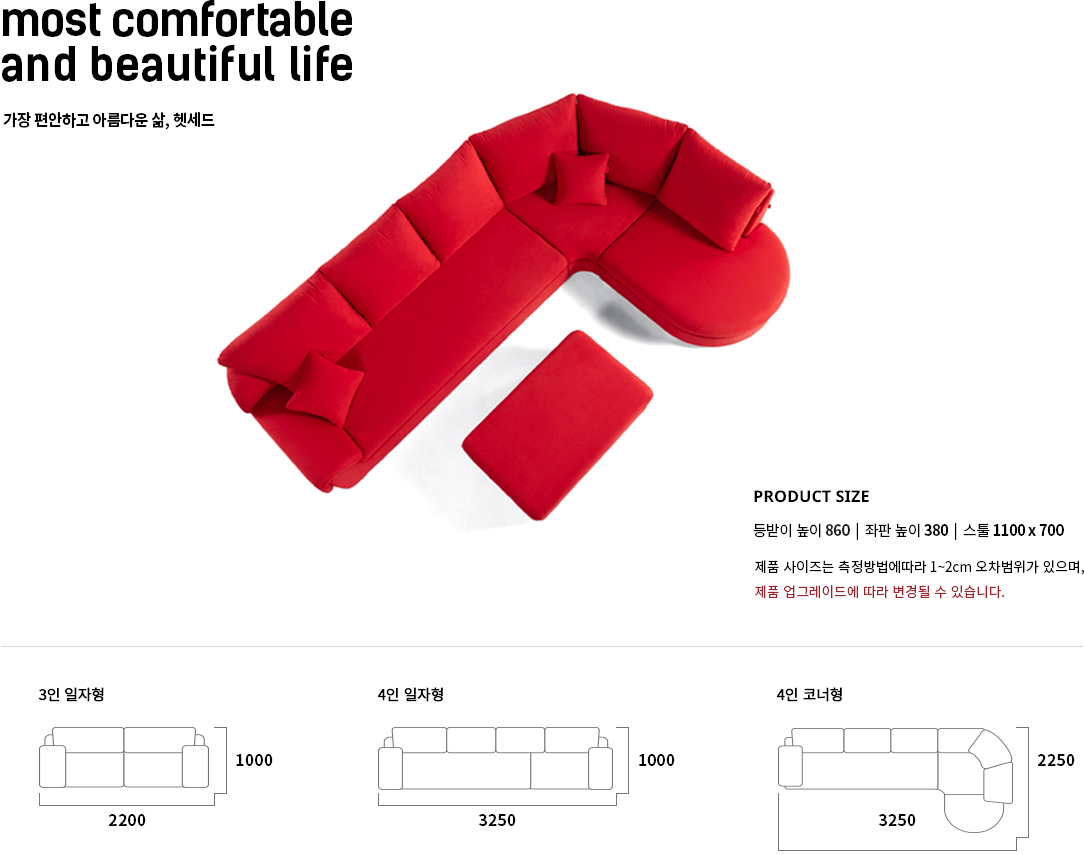 most comfortable
and beautiful life
가장 편안하고 아름다운 삶, 헷세드
PRODUCT SIZE
등받이 높이 860 | 좌판 높이 380 | 스툴 1100 x 700
제품 사이즈는 측정방법에따라 1~2cm 오차범위가 있으며,
제품 업그레이드에 따라 변경될 수 있습니다.
3인 일자형
4인 일자형
4인 코너형
1000
1000
2250
2200
3250
3250